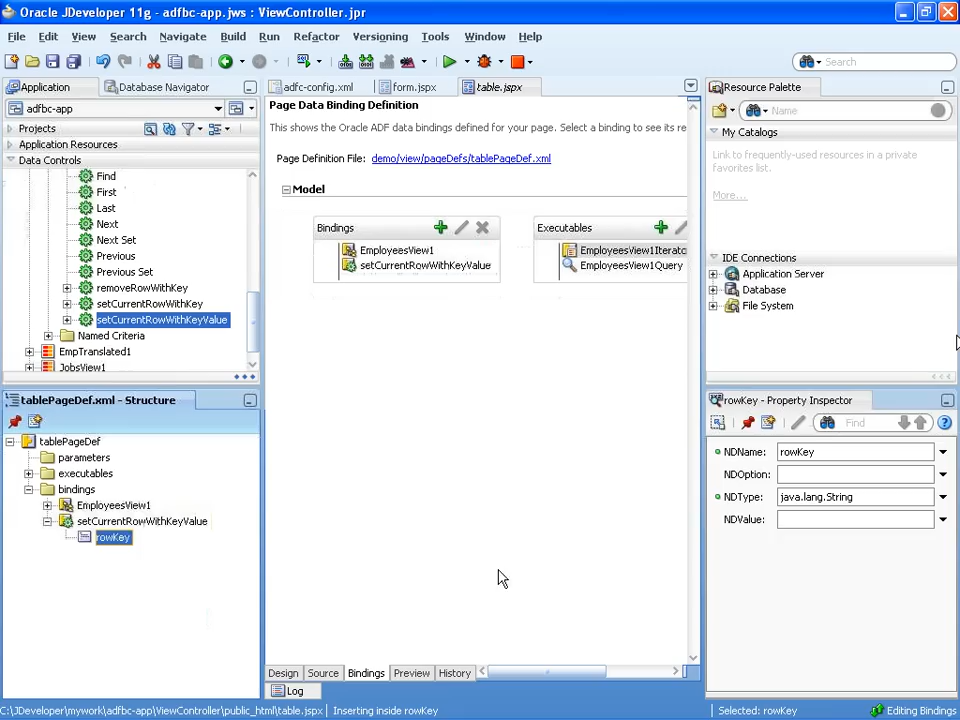 Oracle JDeveloper 11g - adfbc-app.jws : ViewController.jpr
File Edit View Search Navigate Build Run Refactor Versioning Tools Window Help
Search
Application
Database Navigator
adfbc-app
Projects
Application Resources
Data Controls
Find
First
Last
Next
Next Set
Previous
Previous Set
removeRowWithKey
setCurrentRowWithKey
setCurrentRowWithKeyValue
Named Criteria
EmpTranslated1
JobsView1
tablePageDef.xml - Structure
tablePageDef
parameters
executables
bindings
EmployeesView1
setCurrentRowWithKeyValue
rowKey
adfc-config.xml
form.jspx
table.jspx
Page Data Binding Definition
This shows the Oracle ADF data bindings defined for your page. Select a binding to see its re
Page Definition File: demo/view/pageDefs/tablePageDef.xml
Model
Bindings
EmployeesView1
setCurrentRowWithKeyValue
Executables
EmployeesView1Iterato
EmployeesView1Query
Design Source Bindings Preview History
Log
Resource Palette
Name
My Catalogs
Link to frequently-used resources in a private
favorites list.
More...
IDE Connections
Application Server
Database
File System
rowKey - Property Inspector
Find
NDName: rowKey
NDOption:
NDType: java.lang.String
NDValue:
C:\JDeveloper\mywork\adfbc-app\ViewController\public_html\table.jspx
Inserting inside rowKey
Selected: rowKey
Editing Bindings